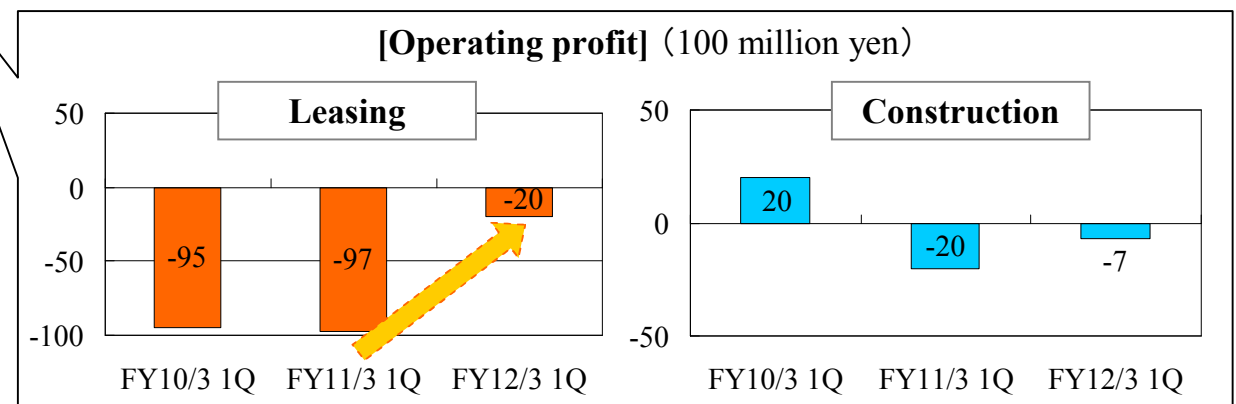 [Operating profit]（100 million yen）
Leasing
50
0
-50
-100
-95
-97
-20
FY10/3 1Q
FY11/3 1Q
FY12/3 1Q
Construction
50
0
-50
20
-20
-7
FY10/3 1Q
FY11/3 1Q
FY12/3 1Q